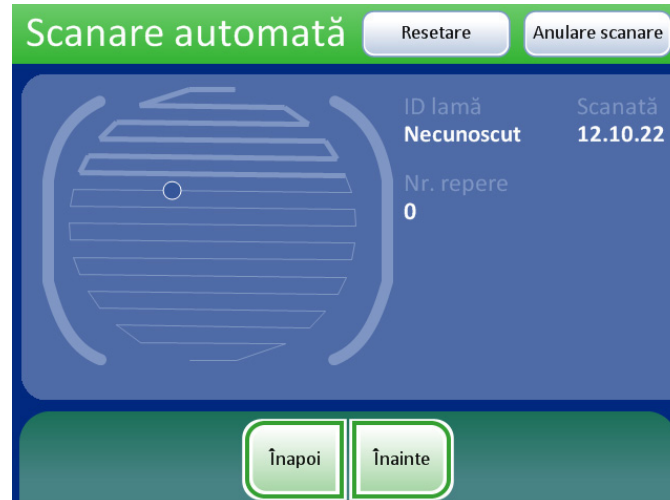 Scanare automată
Resetare
Anulare scanare
ID lamă
Scanată
Necunoscut
12.10.22
Nr. repere
0
Înapoi
Înainte